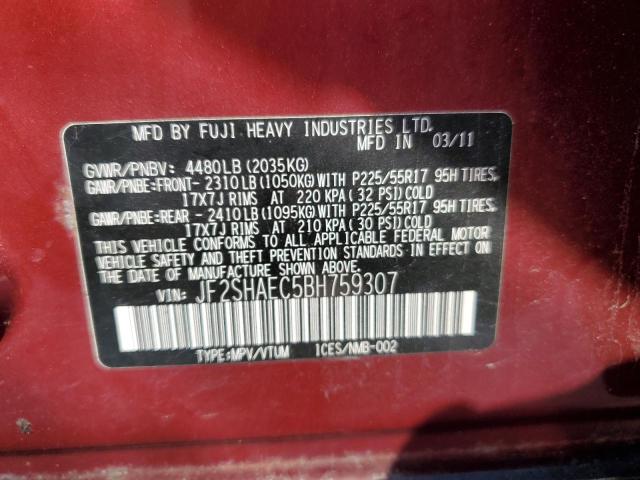 MFD BY FUJI HEAVY INDUSTRIES LTD.
MFD IN 03/11
GVWR/PNBV: 4480LB (2035KG)
GAWR/PNBE:FRONT- 2310LB (1050KG) WITH P225/55R17 95H TIRES,
17X7J RIMS AT 220 KPA (32 PSI) COLD
GAWR/PNBE:REAR - 2410LB (1095KG) WITH P225/55R17 95H TIRES,
17X7J RIMS AT 210 KPA (30 PSI) COLD
THIS VEHICLE CONFORMS TO ALL APPLICABLE FEDERAL MOTOR
VEHICLE SAFETY AND THEFT PREVENTION STANDARDS IN EFFECT
ON THE DATE OF MANUFACTURE SHOWN ABOVE.
VIN: JF2SHAEC5BH759307
TYPE:MPV/VTUM ICES/NMB-002